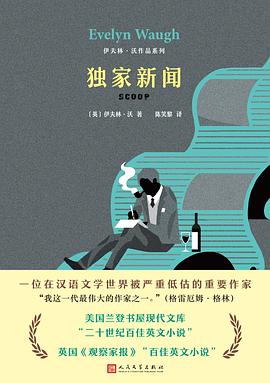 Evelyn Waugh
伊夫林·沃作品系列
独家新闻
SCOOP
〔英〕伊夫林·沃 著 陈笑黎 译
一位在汉语文学世界被严重低估的重要作家
“我这一代最伟大的作家之一。”（格雷厄姆·格林）
美国兰登书屋现代文库
“二十世纪百佳英文小说”
英国《观察家报》“百佳英文小说”
人民文学出版社